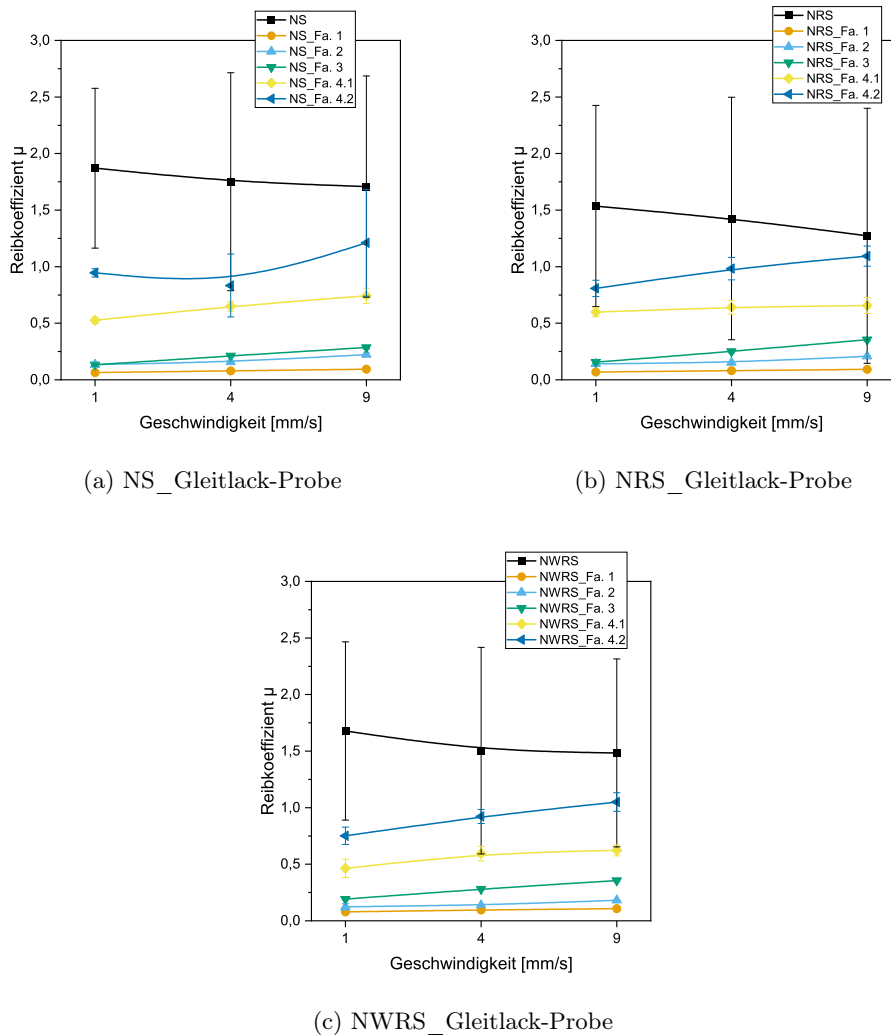 NS
NS_Fa. 1
NS_Fa. 2
NS_Fa. 3
NS_Fa. 4.1
NS_Fa. 4.2
3,0
2,5
2,0
1,5
1,0
0,5
0,0
Reibkoeffizient µ
1 4 9
Geschwindigkeit [mm/s]
(a) NS_Gleitlack-Probe
NRS
NRS_Fa. 1
NRS_Fa. 2
NRS_Fa. 3
NRS_Fa. 4.1
NRS_Fa. 4.2
3,0
2,5
2,0
1,5
1,0
0,5
0,0
Reibkoeffizient µ
1 4 9
Geschwindigkeit [mm/s]
(b) NRS_Gleitlack-Probe
NWRS
NWRS_Fa. 1
NWRS_Fa. 2
NWRS_Fa. 3
NWRS_Fa. 4.1
NWRS_Fa. 4.2
3,0
2,5
2,0
1,5
1,0
0,5
0,0
Reibkoeffizient µ
1 4 9
Geschwindigkeit [mm/s]
(c) NWRS_Gleitlack-Probe